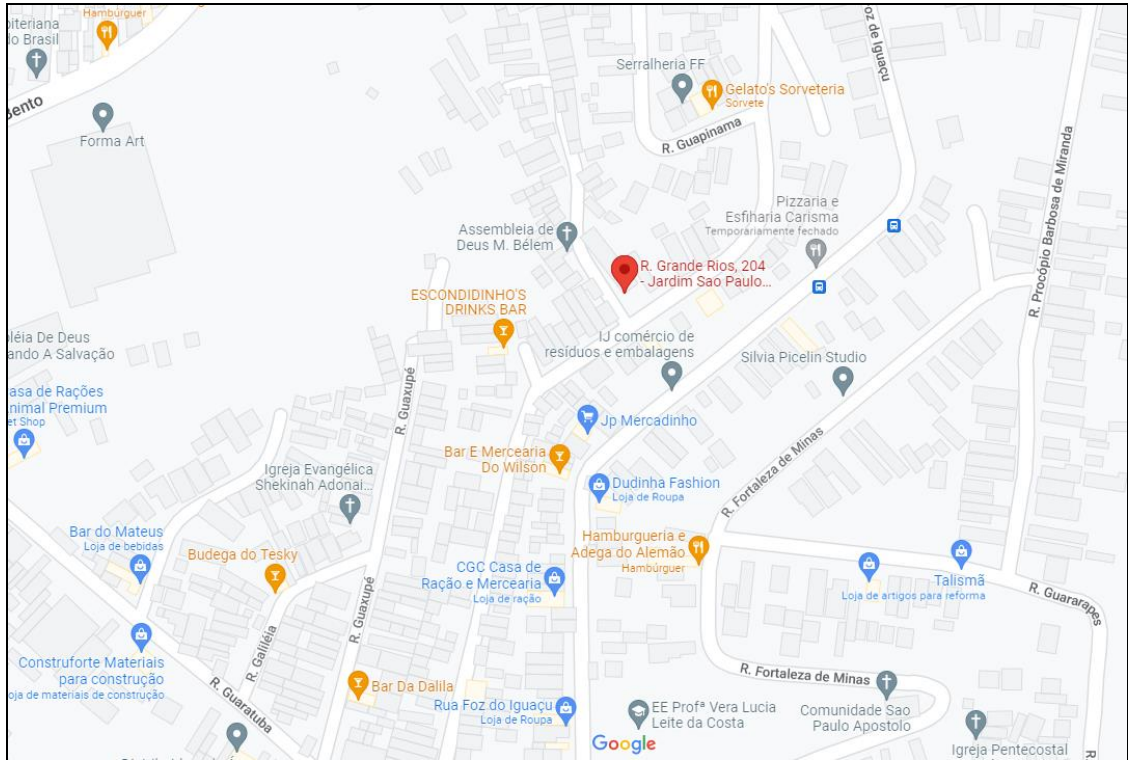 Hambúrguer
biteriana
do Brasil
Bento
Forma Art
oz de Iguaçu
Serralheria FF
Gelato's Sorveteria
Sorvete
R. Guapinama
R. Procópio Barbosa de Miranda
Pizzaria e
Esfiharia Carisma
Temporariamente fechado
Assembleia de
Deus M. Bélem
R. Grande Rios, 204
- Jardim Sao Paulo...
ESCONDIDINHO'S
DRINKS BAR
IJ comércio de
resíduos e embalagens
Silvia Picelin Studio
bléia De Deus
ando A Salvação
asa de Rações
Animal Premium
et Shop
R. Guaxupé
Jp Mercadinho
Bar E Mercearia
Do Wilson
R. Fortaleza de Minas
Igreja Evangélica
Shekinah Adonai...
Dudinha Fashion
Loja de Roupa
Bar do Mateus
Loja de bebidas
Budega do Tesky
Hamburgueria e
Adega do Alemão
Hambúrguer
CGC Casa de
Ração e Mercearia
Loja de ração
Talismã
Loja de artigos para reforma
R. Guararapes
R. Guaxupé
R. Galiléia
Construforte Materiais
para construção
oja de materiais de construção
R. Guaratuba
Bar Da Dalila
R. Fortaleza de Minas
Rua Foz do Iguaçu
Loja de Roupa
EE Profª Vera Lucia
Leite da Costa
Comunidade Sao
Paulo Apostolo
Google
Igreja Pentecostal
R.